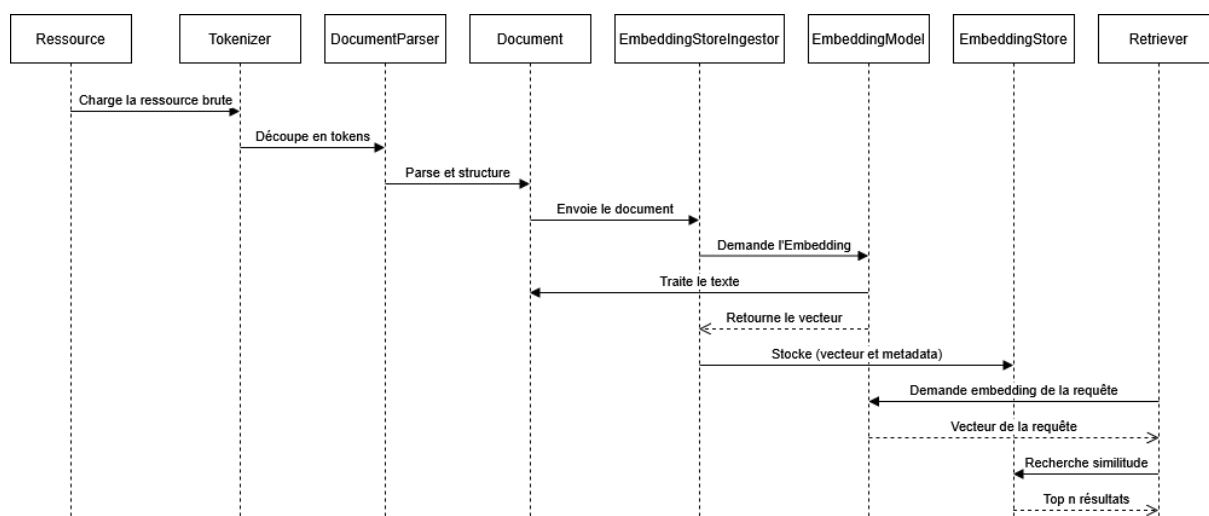 Ressource
Tokenizer
DocumentParser
Document
EmbeddingStoreIngestor
EmbeddingModel
EmbeddingStore
Retriever
Charge la ressource brute
Découpe en tokens
Parse et structure
Envoie le document
Demande l'Embedding
Traite le texte
Retourne le vecteur
Stocke (vecteur et metadata)
Demande embedding de la requête
Vecteur de la requête
Recherche similitude
Top n résultats